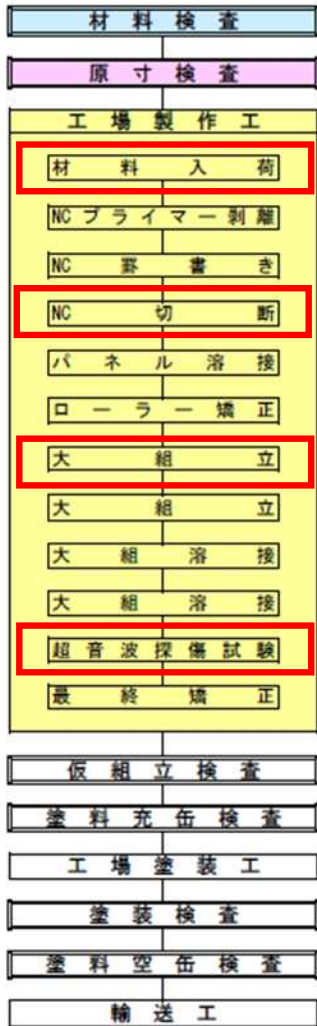 材料検査
原寸検査
工場製作工
材料入荷
NCプライマー剥離
NC罫書き
NC切断
パネル溶接
ローラー矯正
大組立
大組立
大組溶接
大組溶接
超音波探傷試験
最終矯正
仮組立検査
塗料充缶検査
工場塗装工
塗装検査
塗料空缶検査
輸送工